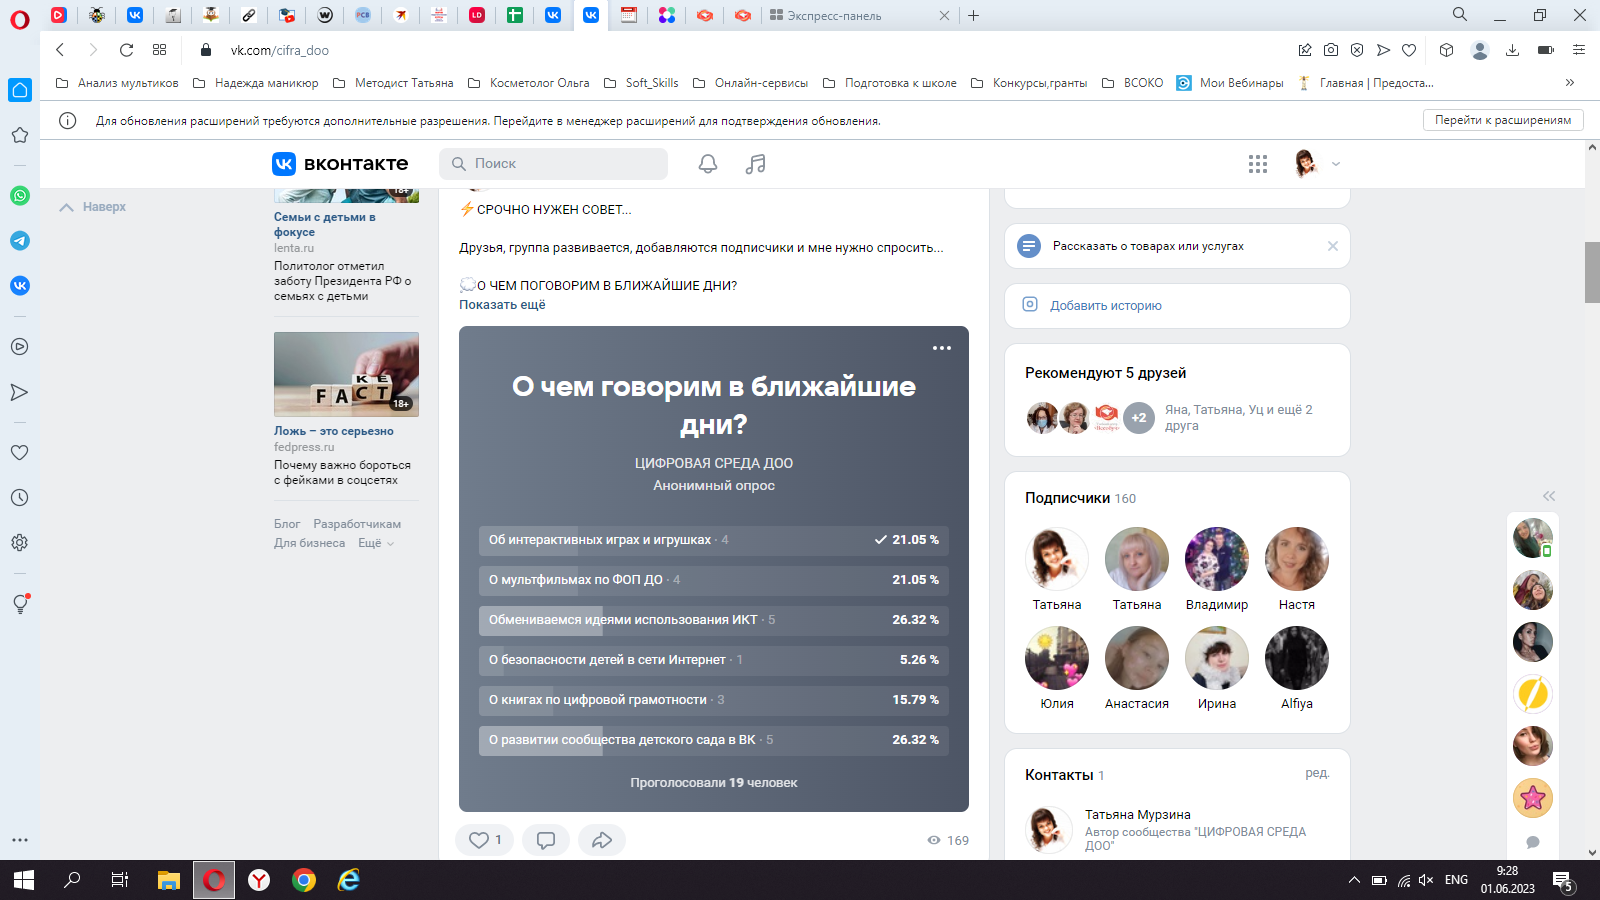 Экспресс-панель
vk.com/cifra_doo
Анализ мультиков
Надежда маникюр
Методист Татьяна
Косметолог Ольга
Soft_Skills
Онлайн-сервисы
Подготовка к школе
Конкурсы,гранты
ВСОКО
Мои Вебинары
Главная | Предоста...
Для обновления расширений требуются дополнительные разрешения. Перейдите в менеджер расширений для подтверждения обновления.
Перейти к расширениям
вконтакте
Поиск
Наверх
18+
Семьи с детьми в
фокусе
lenta.ru
Политолог отметил
заботу Президента РФ о
семьях с детьми
KE
FACT
18+
Ложь – это серьезно
fedpress.ru
Почему важно бороться
с фейками в соцсетях
Блог Разработчикам
Для бизнеса Ещё
⚡СРОЧНО НУЖЕН СОВЕТ...
Друзья, группа развивается, добавляются подписчики и мне нужно спросить...
💭О ЧЕМ ПОГОВОРИМ В БЛИЖАЙШИЕ ДНИ?
Показать ещё
О чем говорим в ближайшие
дни?
ЦИФРОВАЯ СРЕДА ДОО
Анонимный опрос
Об интерактивных играх и игрушках · 4 21.05 %
О мультфильмах по ФОП ДО · 4 21.05 %
Обмениваемся идеями использования ИКТ · 5 26.32 %
О безопасности детей в сети Интернет · 1 5.26 %
О книгах по цифровой грамотности · 3 15.79 %
О развитии сообщества детского сада в ВК · 5 26.32 %
Проголосовали 19 человек
1
169
Рассказать о товарах или услугах
Добавить историю
Рекомендуют 5 друзей
+2
Яна, Татьяна, Уц и ещё 2
друга
Подписчики 160
Татьяна Татьяна Владимир Настя
Юлия Анастасия Ирина Alfiya
Контакты 1 ред.
Татьяна Мурзина
Автор сообщества "ЦИФРОВАЯ СРЕДА
ДОО"
ENG
9:28
01.06.2023
5